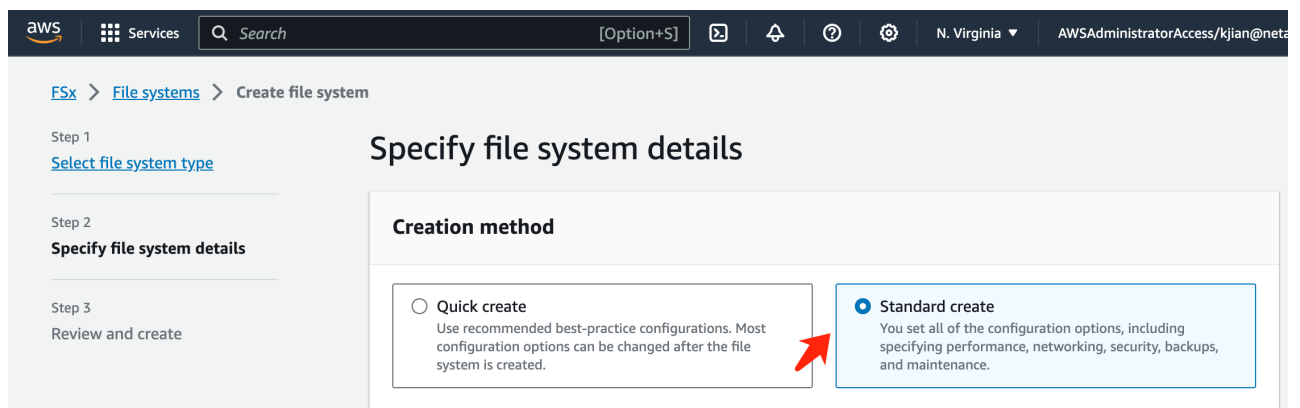 aws
Services
Search
[Option+S]
N. Virginia
AWSAdministratorAccess/kjian@neta
FSx
File systems
Create file system
Step 1
Select file system type
Step 2
Specify file system details
Step 3
Review and create
Specify file system details
Creation method
Quick create
Use recommended best-practice configurations. Most
configuration options can be changed after the file
system is created.
Standard create
You set all of the configuration options, including
specifying performance, networking, security, backups,
and maintenance.